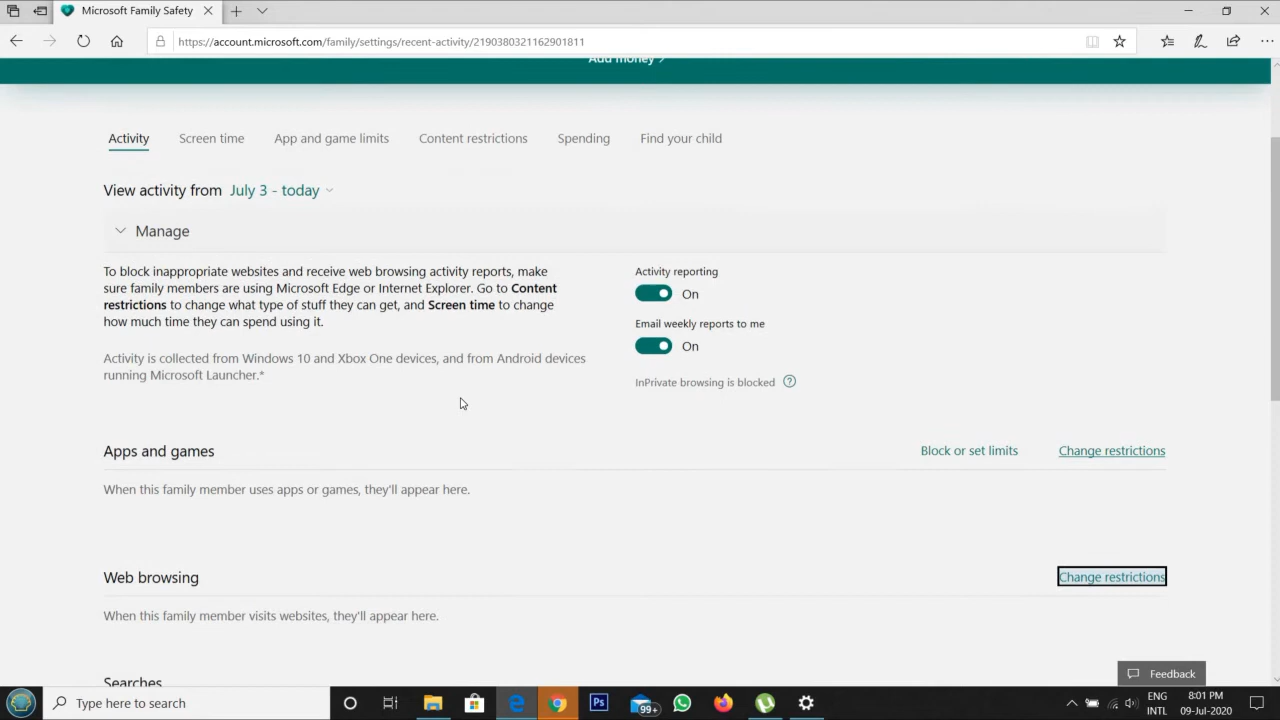 Microsoft Family Safety
https://account.microsoft.com/family/settings/recent-activity/2190380321162901811
Add money
Activity Screen time App and game limits Content restrictions Spending Find your child
View activity from July 3 - today
Manage
To block inappropriate websites and receive web browsing activity reports, make
sure family members are using Microsoft Edge or Internet Explorer. Go to Content
restrictions to change what type of stuff they can get, and Screen time to change
how much time they can spend using it.
Activity is collected from Windows 10 and Xbox One devices, and from Android devices
running Microsoft Launcher.*
Activity reporting
On
Email weekly reports to me
On
InPrivate browsing is blocked ?
Apps and games Block or set limits Change restrictions
When this family member uses apps or games, they'll appear here.
Web browsing Change restrictions
When this family member visits websites, they'll appear here.
Searches
Feedback
Type here to search
Ps
99+
ENG
INTL
8:01 PM
09-Jul-2020